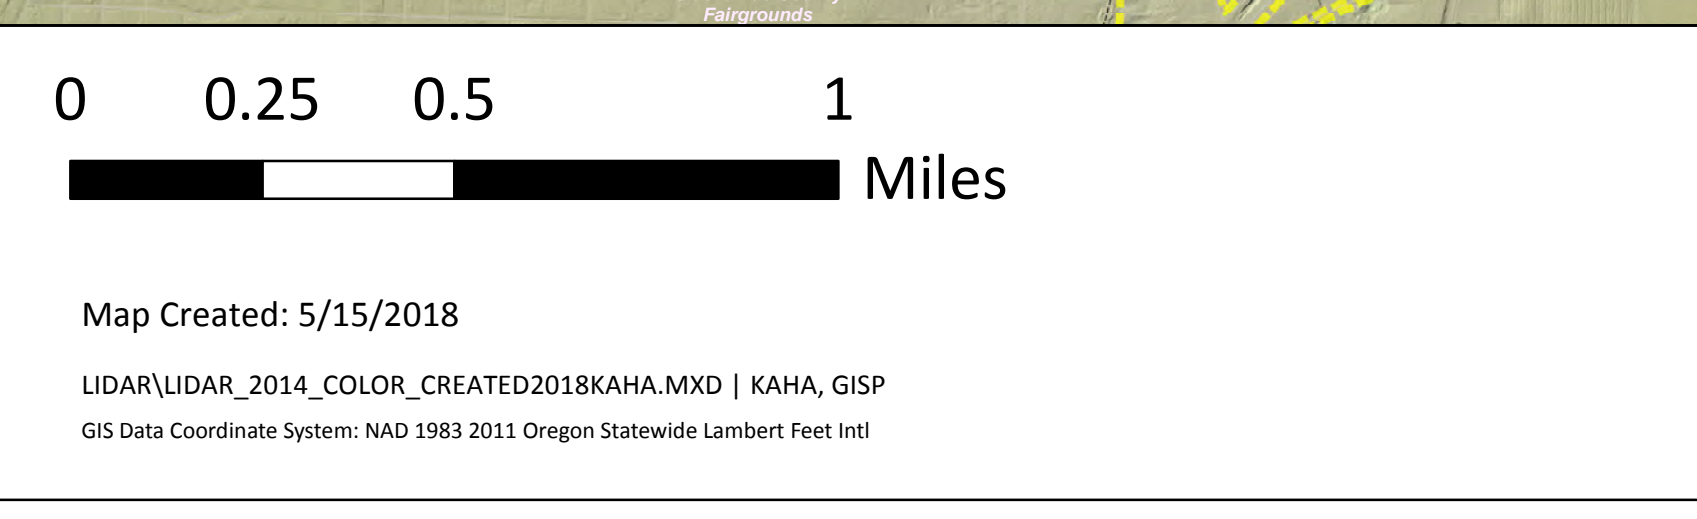 Fairgrounds
0 0.25 0.5 1
Miles
Map Created: 5/15/2018
LIDAR\LIDAR_2014_COLOR_CREATED2018KAHA.MXD | KAHA, GISP
GIS Data Coordinate System: NAD 1983 2011 Oregon Statewide Lambert Feet Intl